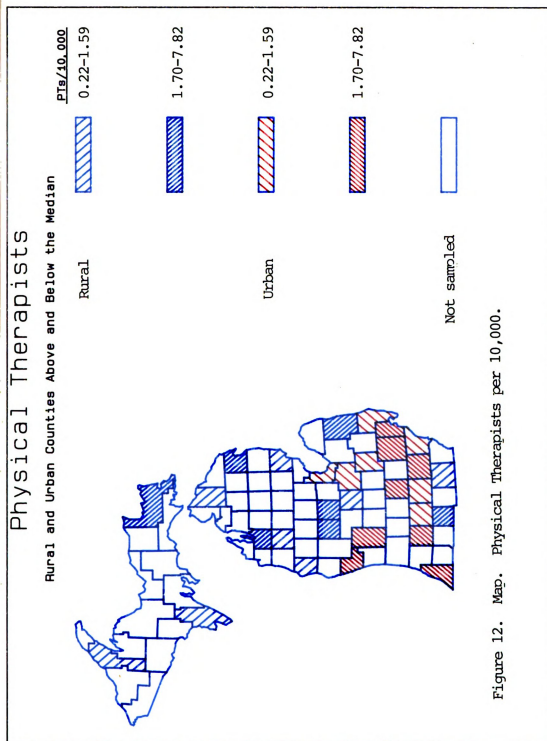 Physical Therapists
Rural and Urban Counties Above and Below the Median
PTs/10,000
Rural
0.22-1.59
1.70-7.82
Urban
0.22-1.59
1.70-7.82
Not sampled
Figure 12. Map. Physical Therapists per 10,000.